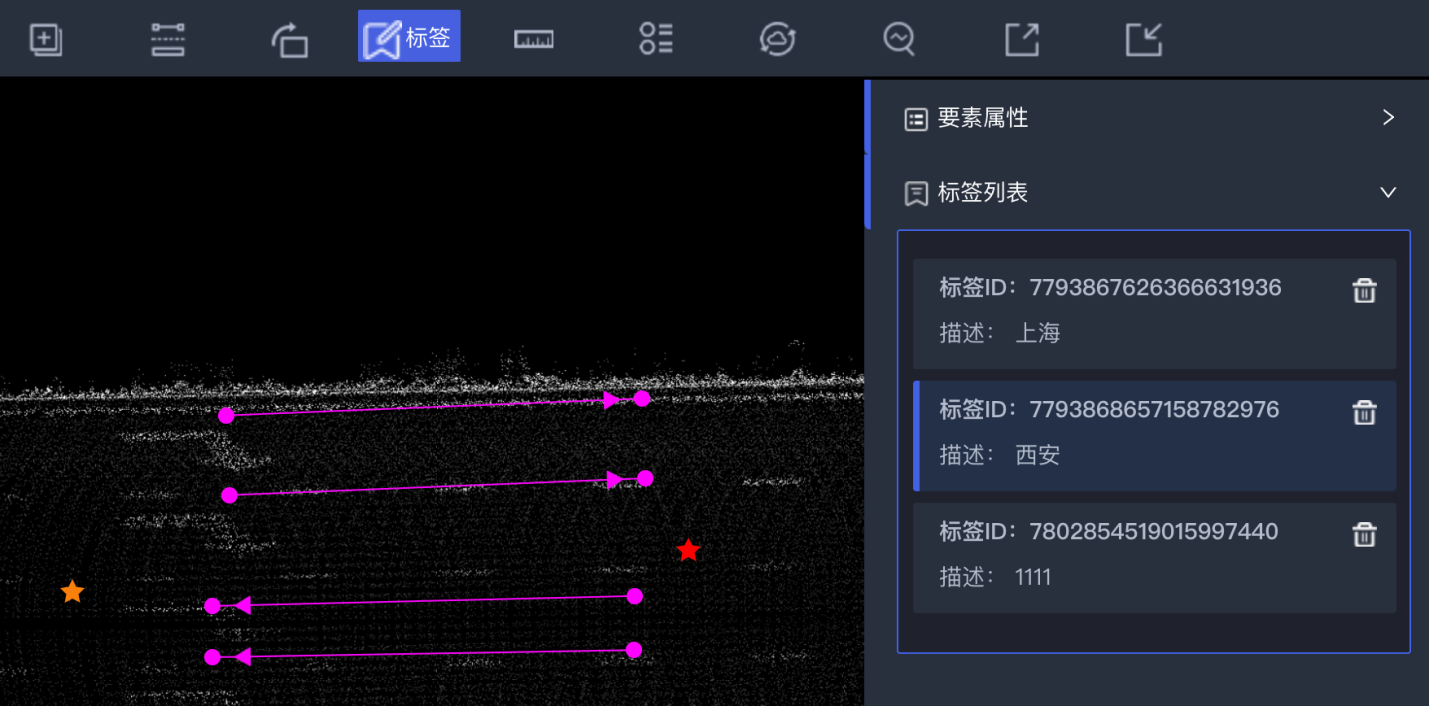 标签
要素属性
标签列表
标签ID：7793867626366631936
描述： 上海
标签ID：7793868657158782976
描述： 西安
标签ID：7802854519015997440
描述： 1111